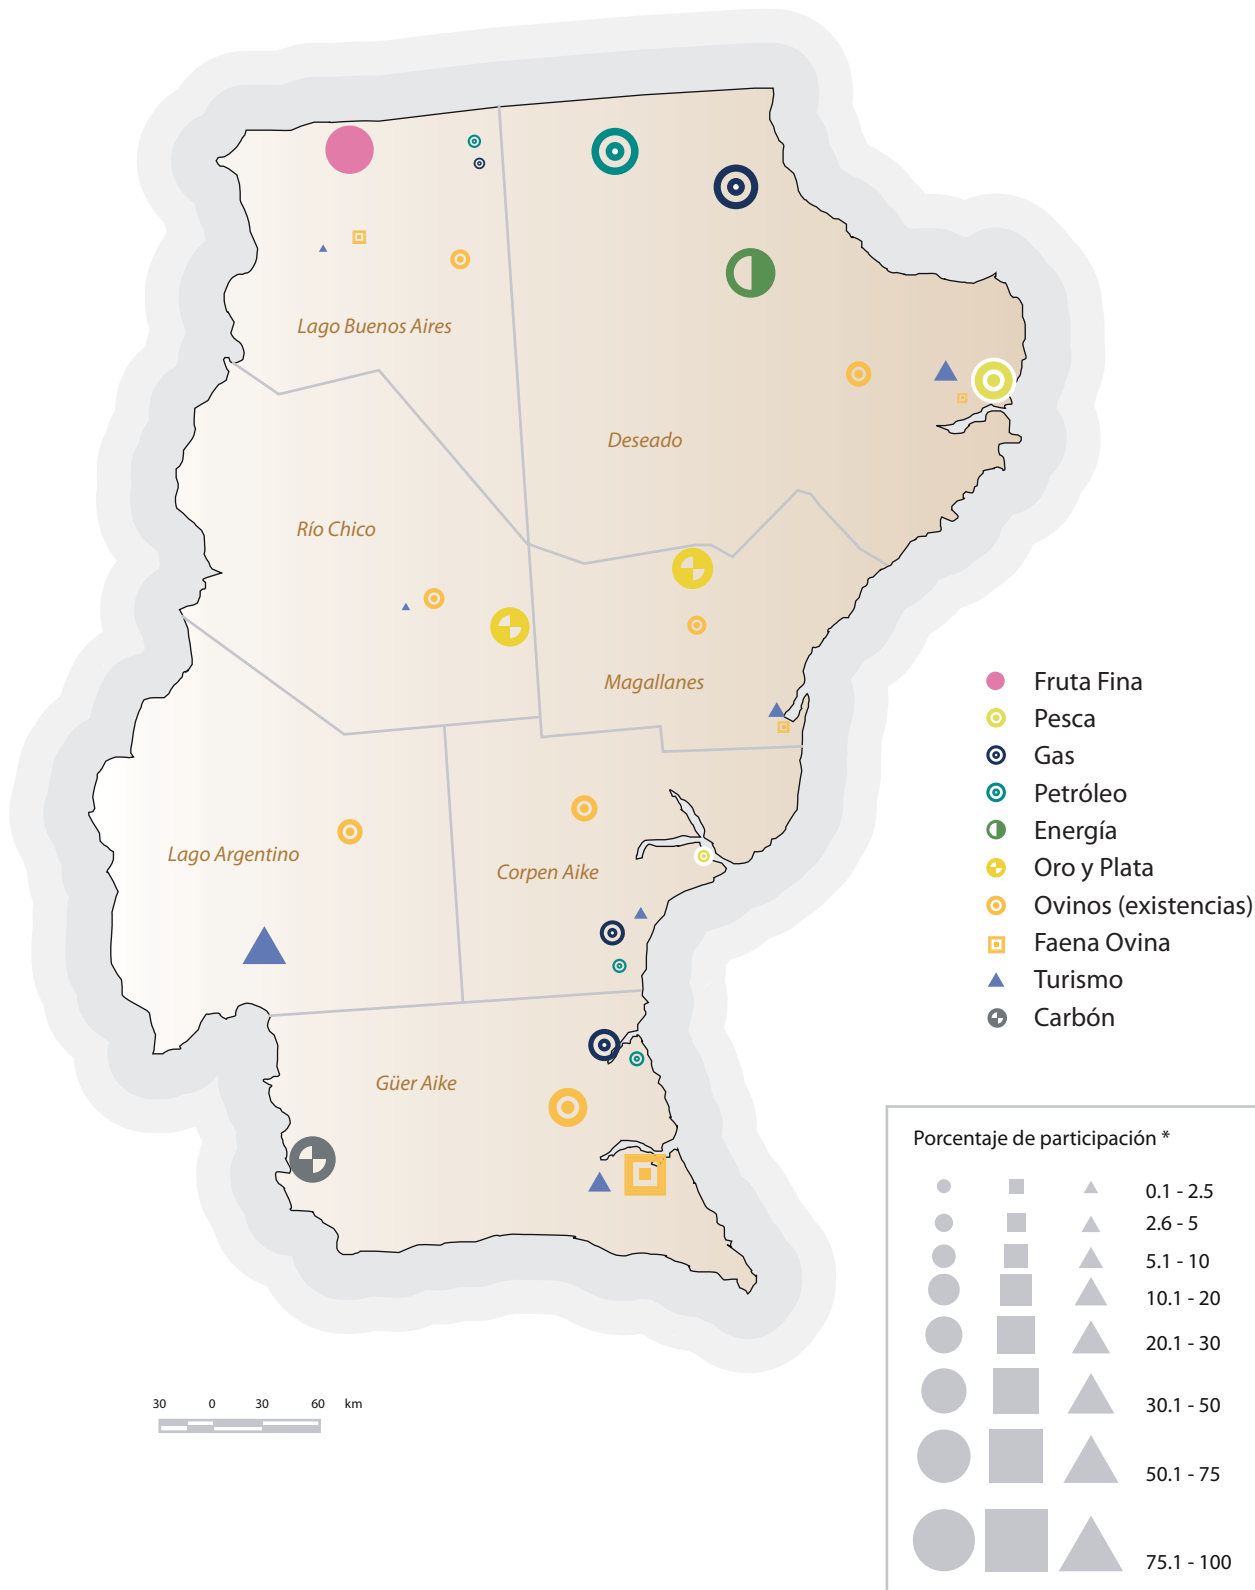 Lago Buenos Aires
Deseado
Río Chico
Magallanes
Lago Argentino
Corpen Aike
Güer Aike
Fruta Fina
Pesca
Gas
Petróleo
Energía
Oro y Plata
Ovinos (existencias)
Faena Ovina
Turismo
Carbón
Porcentaje de participación *
0.1 - 2.5
2.6 - 5
5.1 - 10
10.1 - 20
20.1 - 30
30.1 - 50
50.1 - 75
75.1 - 100
30 0 30 60 km